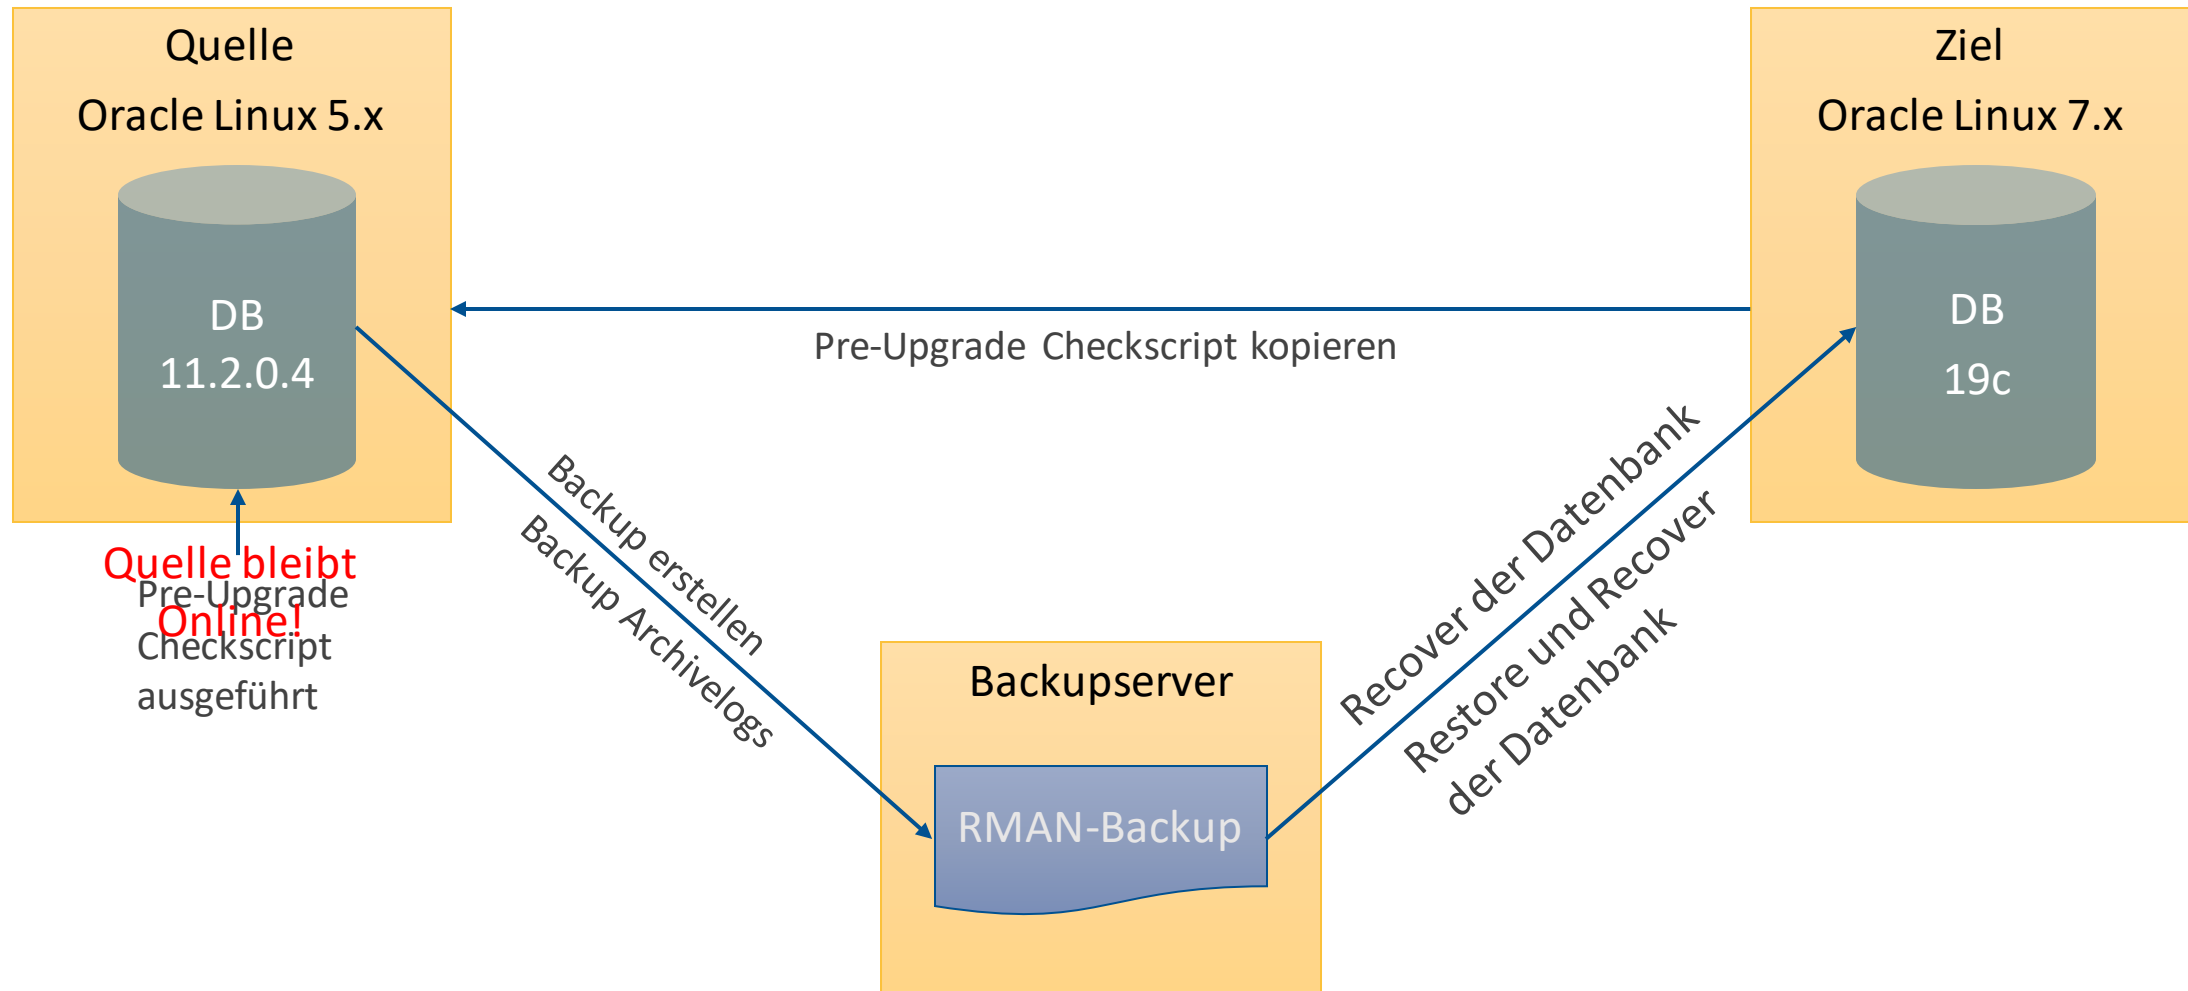 Quelle
Oracle Linux 5.x
DB
11.2.0.4
Quelle bleibt
Online!
Pre-Upgrade
Checkscript
ausgeführt
Pre-Upgrade Checkscript kopieren
Backup erstellen
Backup Archivelogs
Backupserver
RMAN-Backup
Recover der Datenbank
Restore und Recover
der Datenbank
Ziel
Oracle Linux 7.x
DB
19c